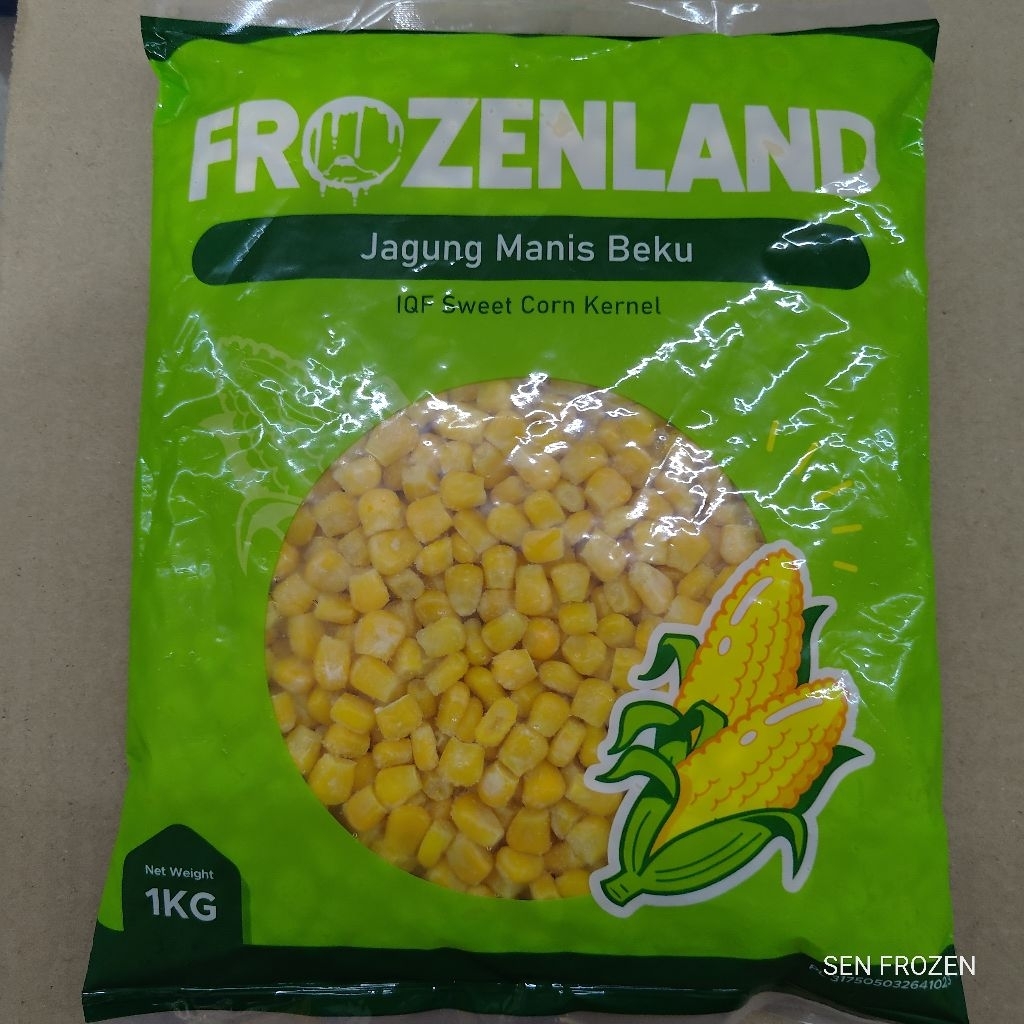 FROZENLAND
Jagung Manis Beku
IQF Sweet Corn Kernel
Net Weight
1KG
SEN FROZEN